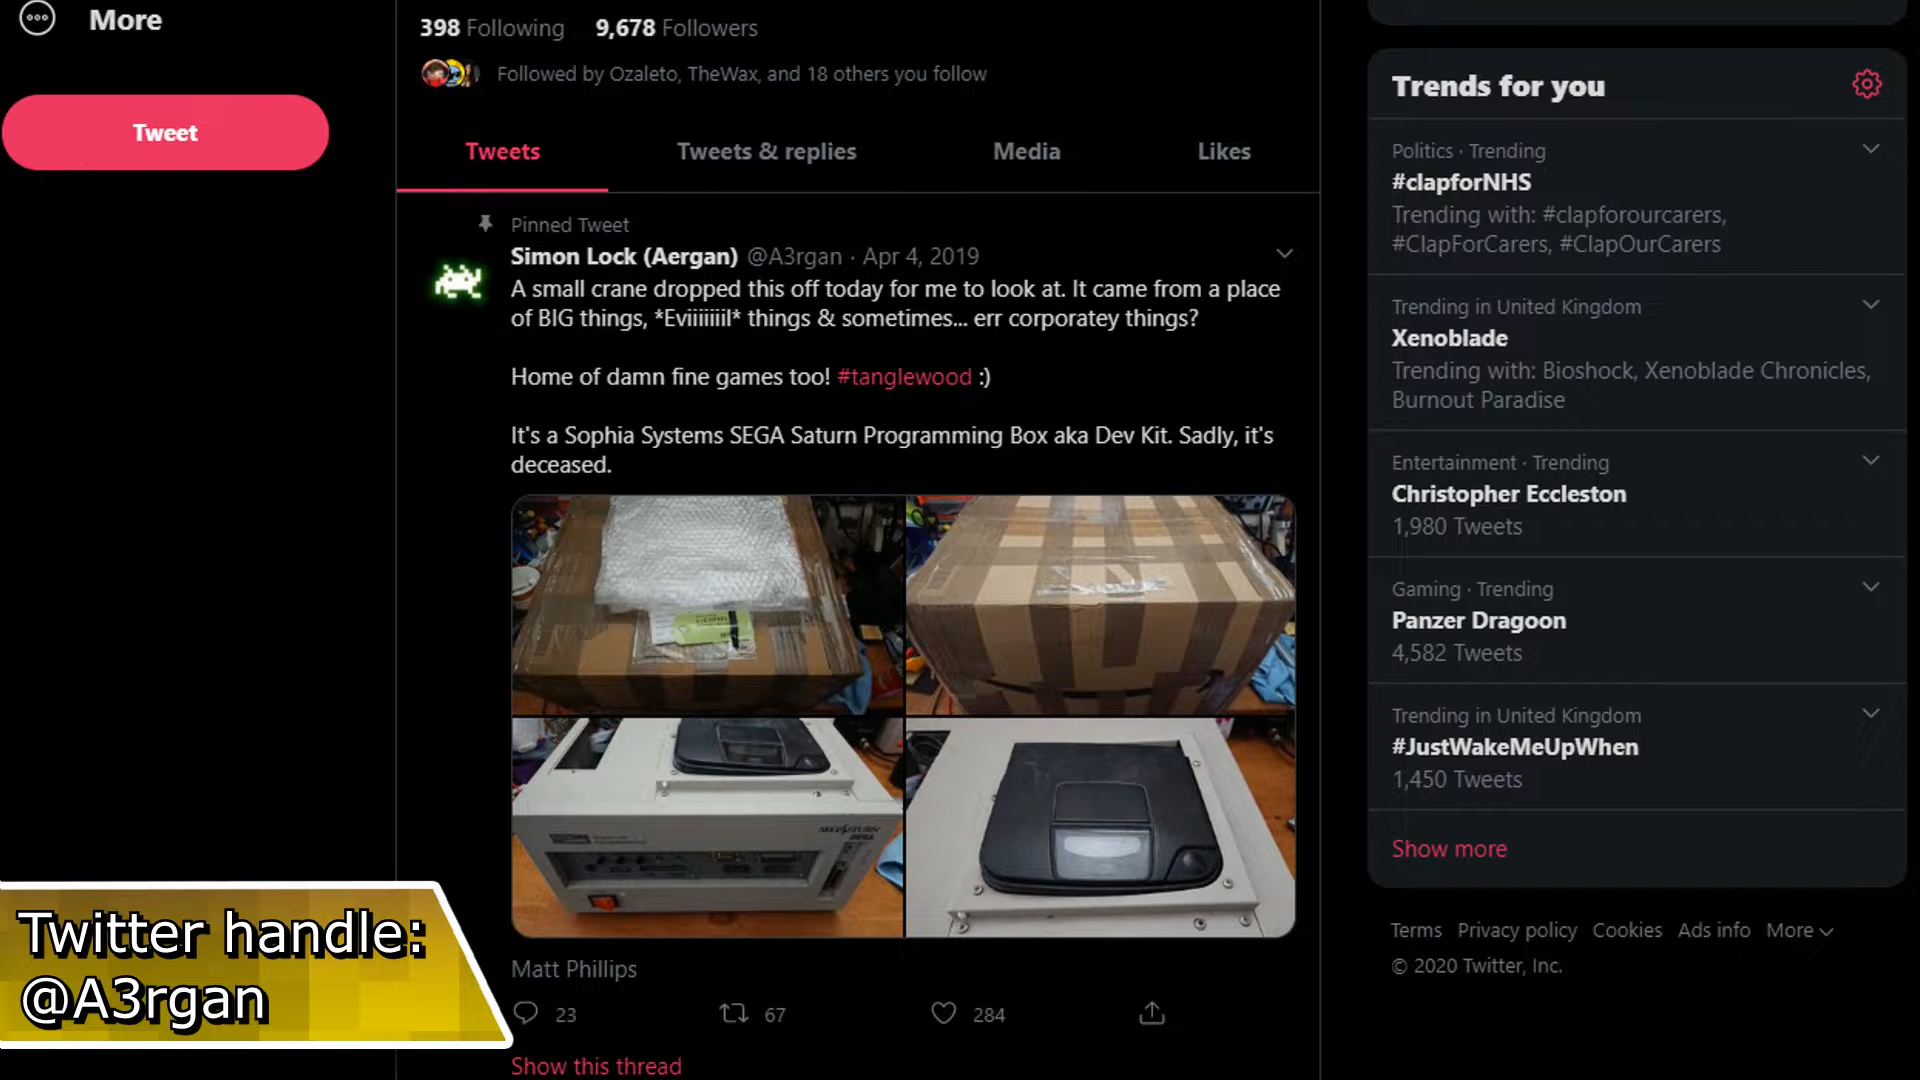 More
Tweet
398 Following 9,678 Followers
Followed by Ozaleto, TheWax, and 18 others you follow
Tweets Tweets & replies Media Likes
Pinned Tweet
Simon Lock (Aergan) @A3rgan · Apr 4, 2019
A small crane dropped this off today for me to look at. It came from a place
of BIG things, *Eviiiiiiil* things & sometimes... err corporatey things?
Home of damn fine games too! #tanglewood :)
It's a Sophia Systems SEGA Saturn Programming Box aka Dev Kit. Sadly, it's
deceased.
SEGA SATURN
SEGA
Matt Phillips
23 67 284
Show this thread
Trends for you
Politics · Trending
#clapforNHS
Trending with: #clapforourcarers,
#ClapForCarers, #ClapOurCarers
Trending in United Kingdom
Xenoblade
Trending with: Bioshock, Xenoblade Chronicles,
Burnout Paradise
Entertainment · Trending
Christopher Eccleston
1,980 Tweets
Gaming · Trending
Panzer Dragoon
4,582 Tweets
Trending in United Kingdom
#JustWakeMeUpWhen
1,450 Tweets
Show more
Terms Privacy policy Cookies Ads info More
© 2020 Twitter, Inc.
Twitter handle:
@A3rgan